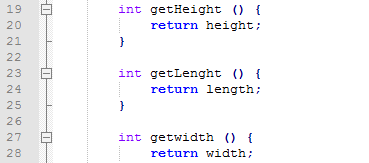 19 int getHeight () {
20 return height;
21 }
22
23 int getLenght () {
24 return length;
25 }
26
27 int getwidth () {
28 return width;